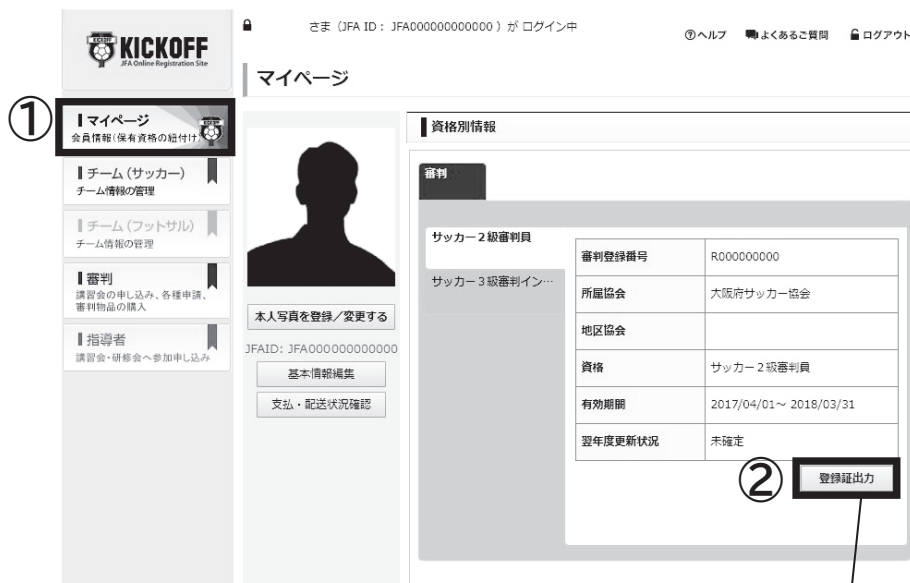 さま（JFA ID： JFA000000000000 ）が ログイン中
?ヘルプ
よくあるご質問
ログアウト
KICKOFF
JFA Online Registration Site
マイページ
①
マイページ
会員情報（保有資格の紐付け）
チーム（サッカー）
チーム情報の管理
チーム（フットサル）
チーム情報の管理
審判
講習会の申し込み、各種申請、
審判物品の購入
指導者
講習会・研修会へ参加申し込み
本人写真を登録／変更する
JFAID: JFA000000000000
基本情報編集
支払・配送状況確認
資格別情報
審判
サッカー２級審判員
サッカー３級審判イン…
審判登録番号 R000000000
所属協会 大阪府サッカー協会
地区協会
資格 サッカー２級審判員
有効期間 2017/04/01～ 2018/03/31
翌年度更新状況 未確定
②
登録証出力